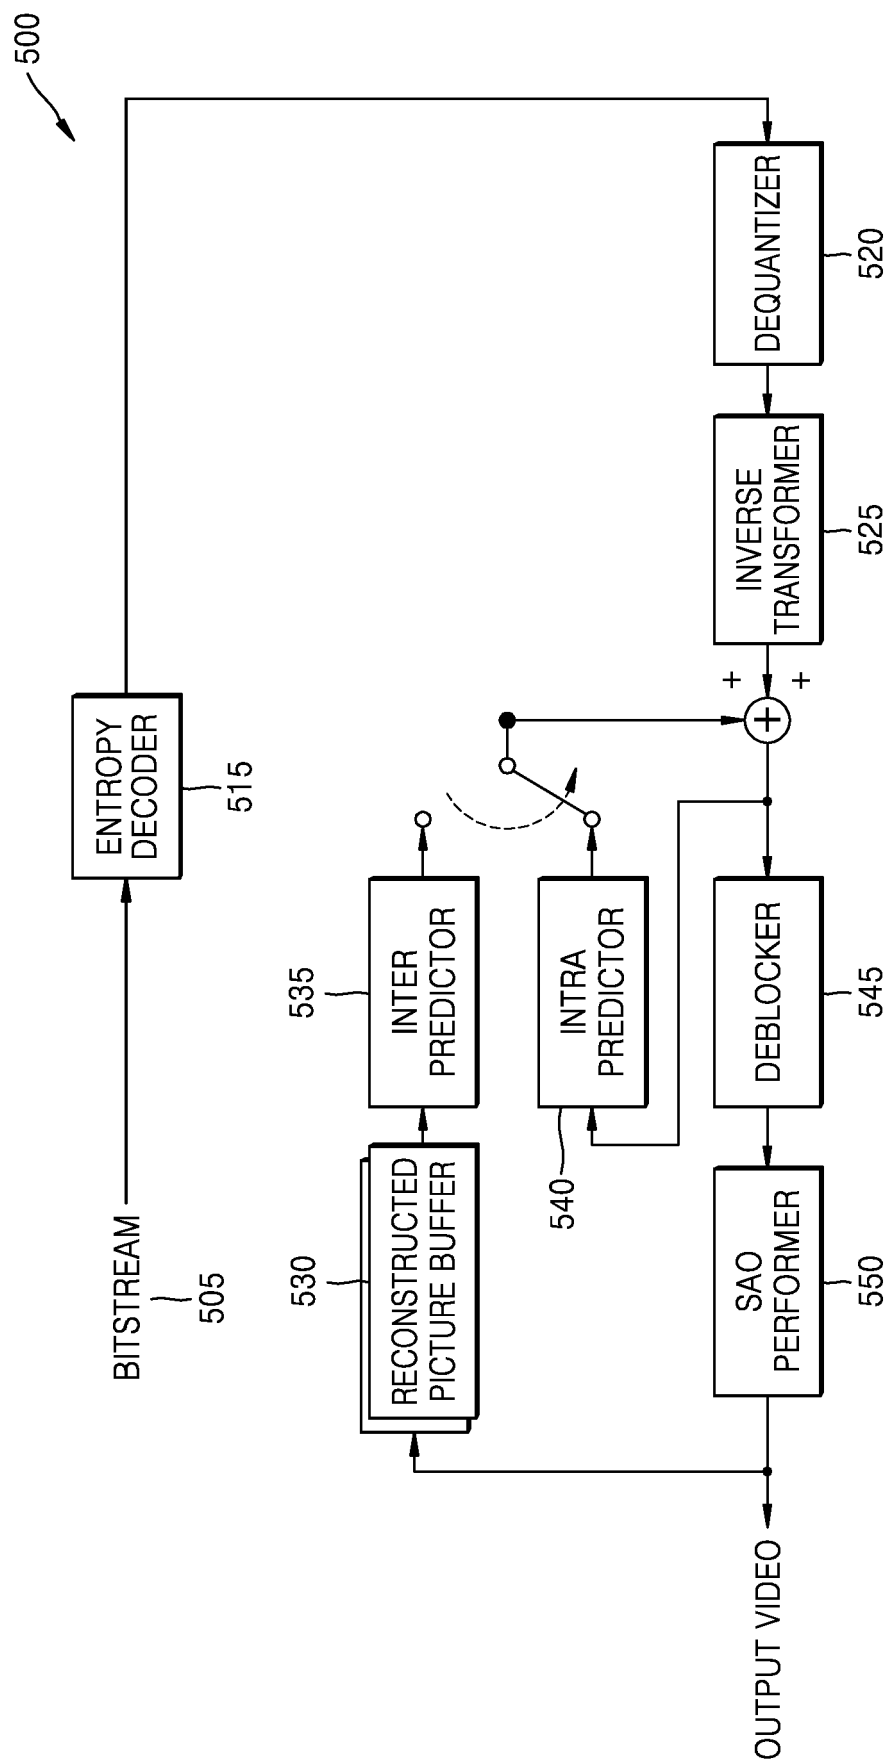 500
BITSTREAM
505
ENTROPY
DECODER
515
RECONSTRUCTED
PICTURE BUFFER
530
INTER
PREDICTOR
535
INTRA
PREDICTOR
540
DEQUANTIZER
520
INVERSE
TRANSFORMER
525
+
+
+
DEBLOCKER
545
SAO
PERFORMER
550
OUTPUT VIDEO